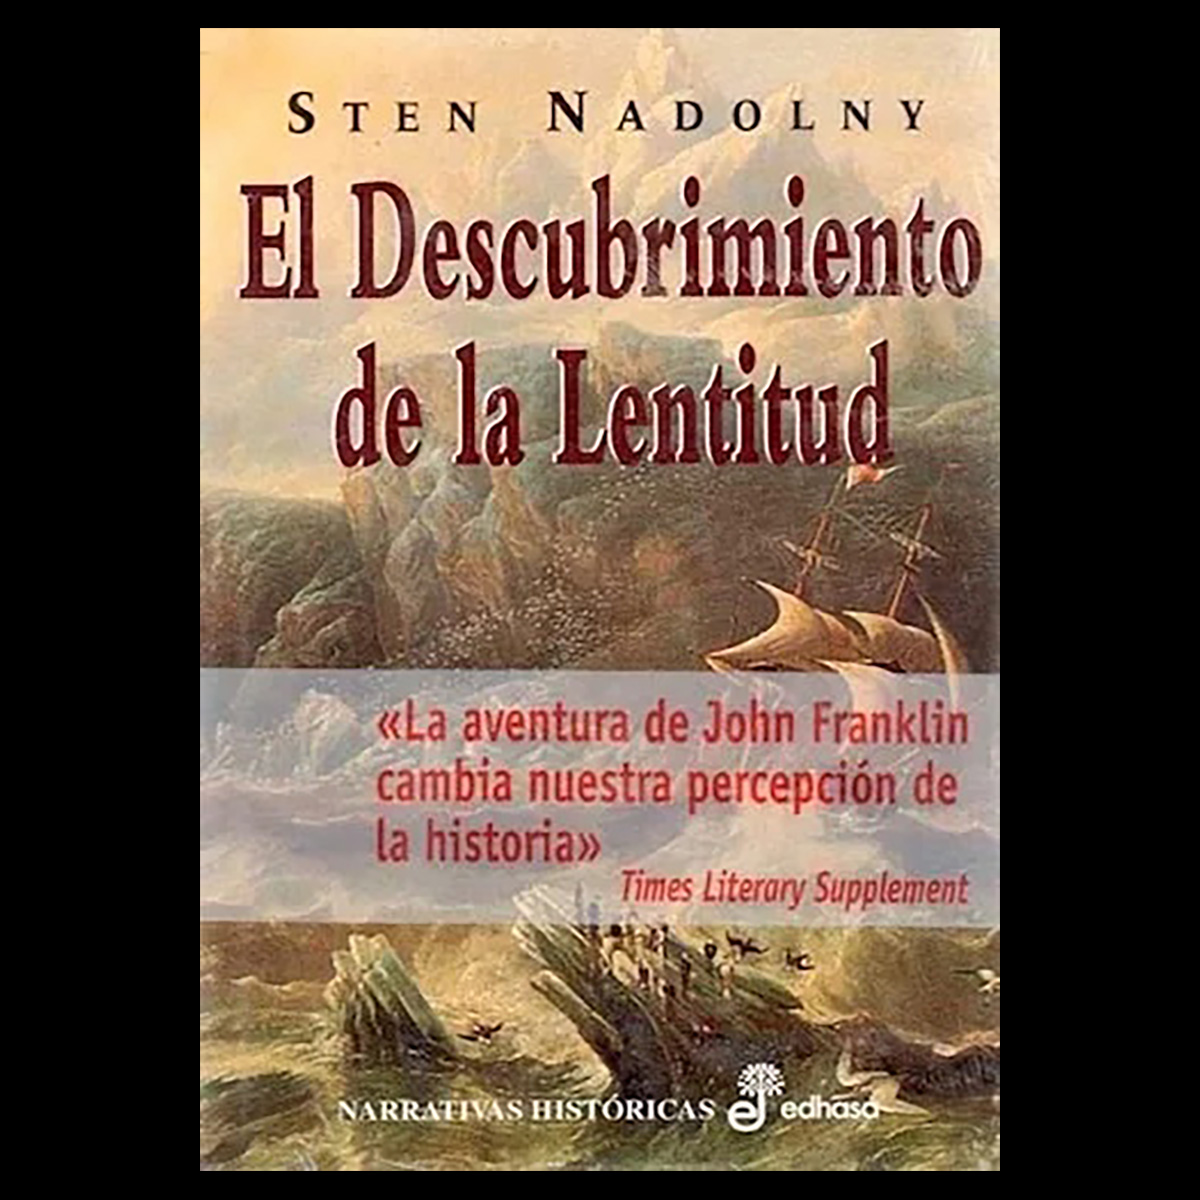 STEN NADOLNY
El Descubrimiento
de la Lentitud
«La aventura de John Franklin
cambia nuestra percepción de
la historia»
Times Literary Supplement
NARRATIVAS HISTÓRICAS edhasa